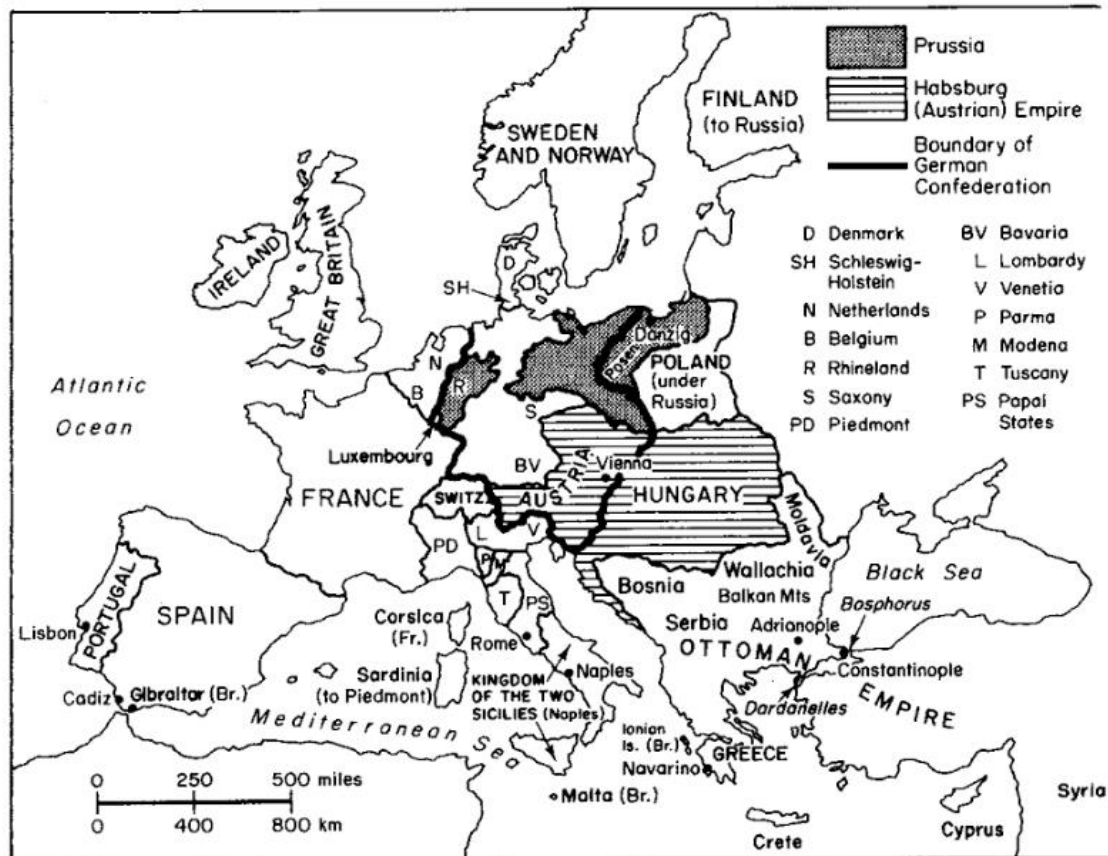 Prussia
Habsburg
(Austrian) Empire
Boundary of
German
Confederation
D Denmark
SH Schleswig-
Holstein
N Netherlands
B Belgium
R Rhineland
S Saxony
PD Piedmont
BV Bavaria
L Lombardy
V Venetia
P Parma
M Modena
T Tuscany
PS Papal
States
FINLAND
(to Russia)
SWEDEN
AND NORWAY
IRELAND
GREAT BRITAIN
D
SH
Atlantic
Ocean
N
B
R
S
Danzig
Posen
POLAND
(under
Russia)
Luxembourg
BV
Vienna
AUSTRIA
HUNGARY
FRANCE
SWITZ
AUS
Moldavia
PD
L
V
P
M
T
PS
Bosnia
Wallachia
Balkan Mts
Black Sea
Bosphorus
Serbia
Adrianople
OTTOMAN
EMPIRE
Constantinople
Dardanelles
PORTUGAL
SPAIN
Lisbon
Cadiz
Gibraltar (Br.)
Corsica
(Fr.)
Sardinia
(to Piedmont)
Rome
Naples
KINGDOM
OF THE TWO
SICILIES (Naples)
Mediterranean Sea
Ionian
Is. (Br.)
GREECE
Navarino
Malta (Br.)
Crete
Cyprus
Syria
0 250 500 miles
0 400 800 km